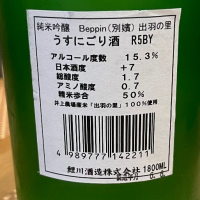 純米吟醸 Beppin(別嬪)出羽の里
うすにごり酒 R5BY
アルコール度数 15.3%
日本酒度 +7
総酸度 1.7
アミノ酸度 0.7
精米歩合 50%
井上農場産米「出羽の里」100%使用
4989777142211
鯉川酒造株式会社 1800ML